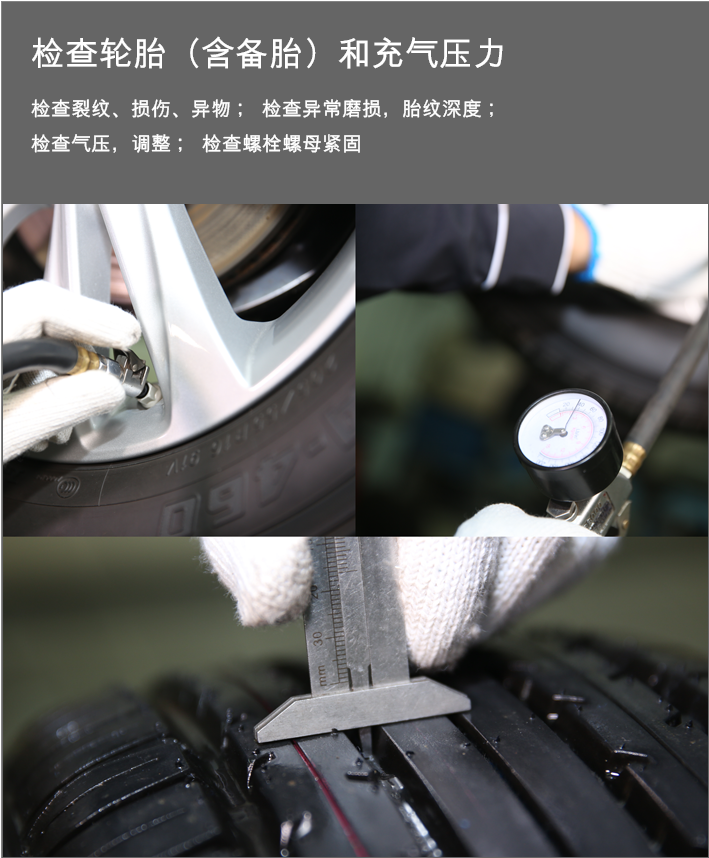 检查轮胎（含备胎）和充气压力
检查裂纹、损伤、异物； 检查异常磨损，胎纹深度；
检查气压，调整； 检查螺栓螺母紧固
30
mm